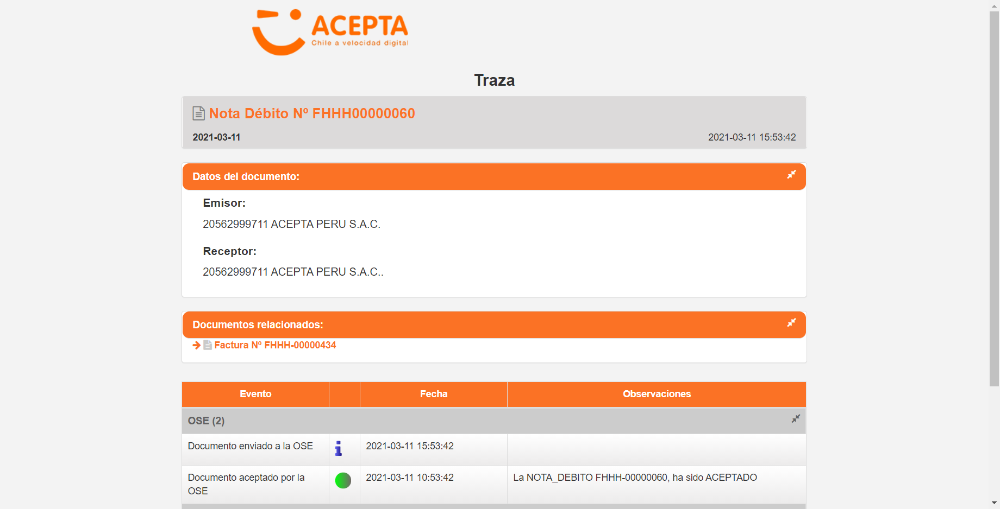 ACEPTA
Chile a velocidad digital
Traza
Nota Débito Nº FHHH00000060
2021-03-11
2021-03-11 15:53:42
Datos del documento:
Emisor:
20562999711 ACEPTA PERU S.A.C.
Receptor:
20562999711 ACEPTA PERU S.A.C..
Documentos relacionados:
Factura Nº FHHH-00000434
Evento
Fecha
Observaciones
OSE (2)
Documento enviado a la OSE
2021-03-11 15:53:42
Documento aceptado por la
OSE
2021-03-11 10:53:42
La NOTA_DEBITO FHHH-00000060, ha sido ACEPTADO